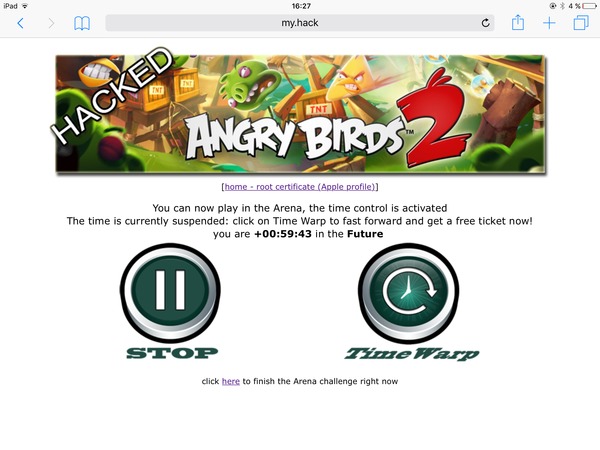 iPad 16:27 4 %
my.hack
HACKED
TNT
TNT
ANGRY BIRDS™ 2
[home - root certificate (Apple profile)]
You can now play in the Arena, the time control is activated
The time is currently suspended: click on Time Warp to fast forward and get a free ticket now!
you are +00:59:43 in the Future
STOP
Time Warp
click here to finish the Arena challenge right now